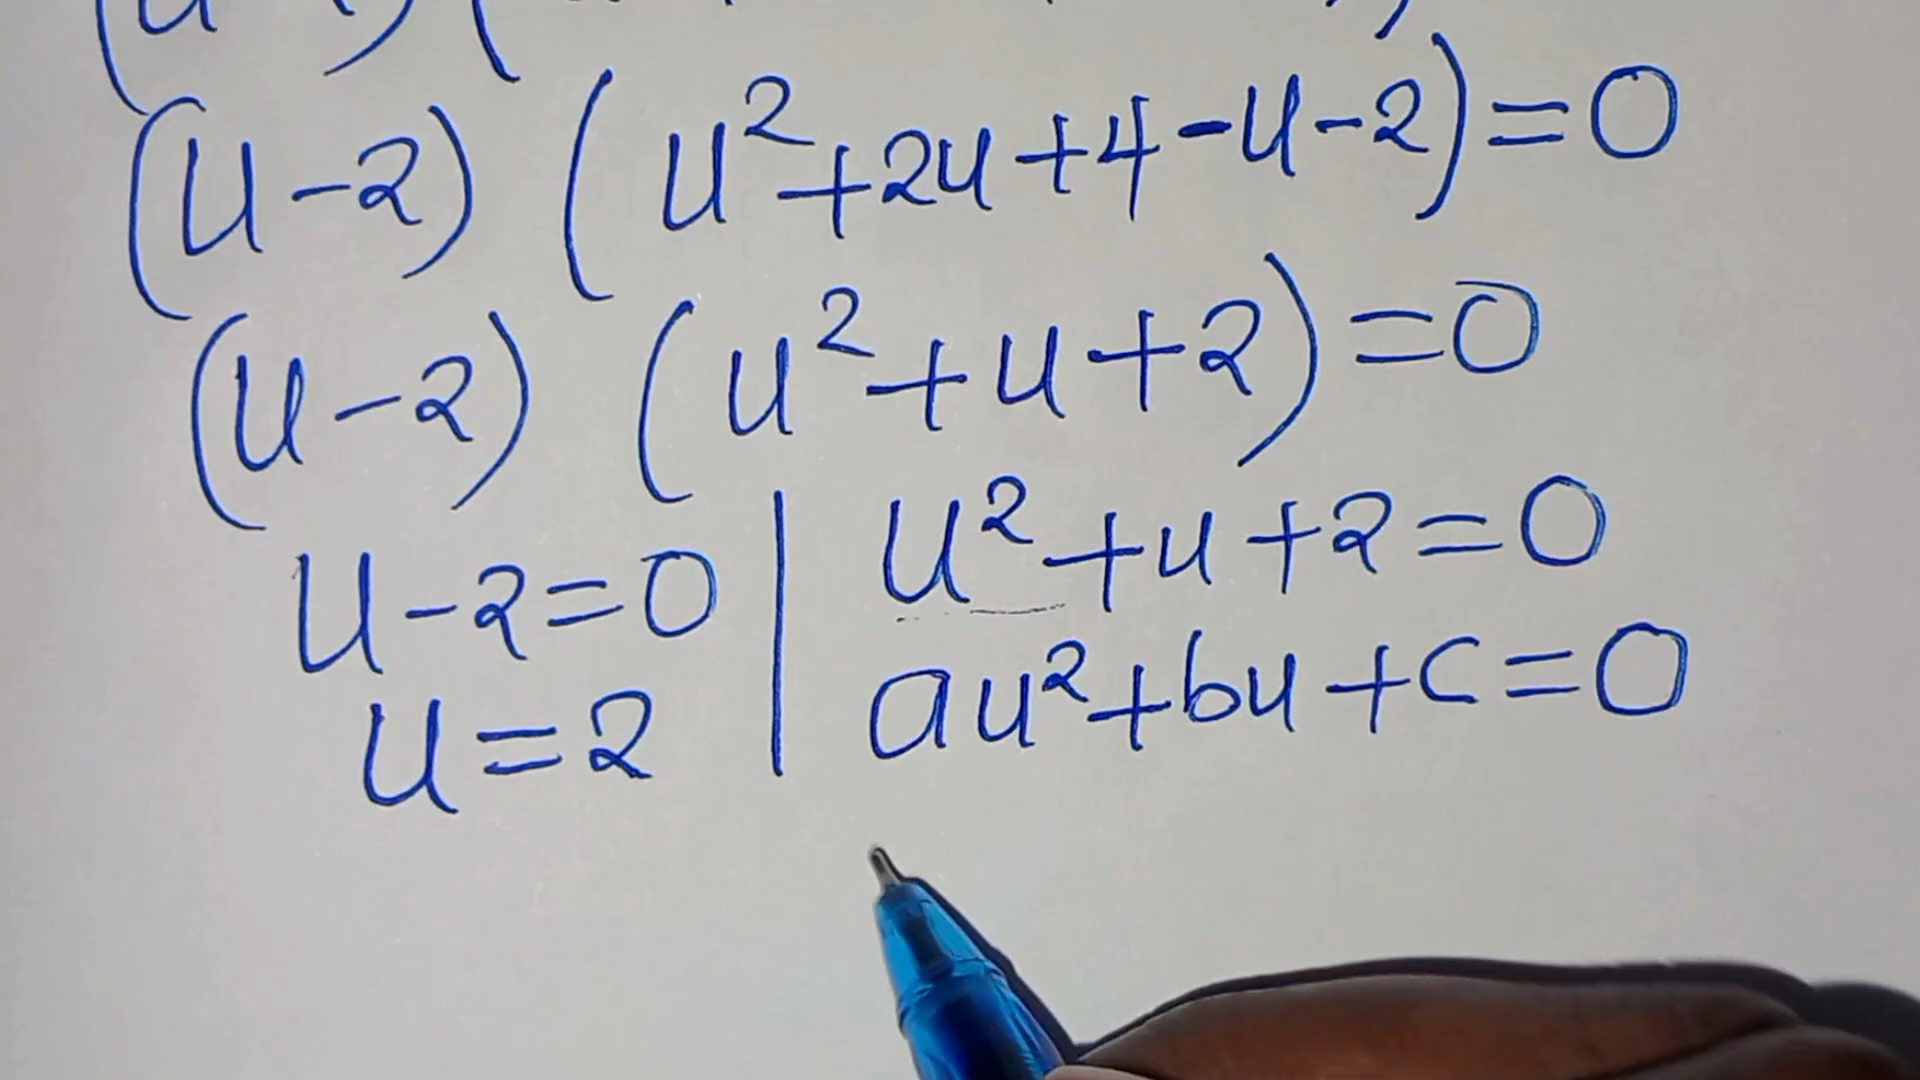 (u-2) (u²+2u+4-u-2)=0
(u-2) (u²+u+2)=0
u-2=0 | u²+u+2=0
u=2 | au²+bu+c=0